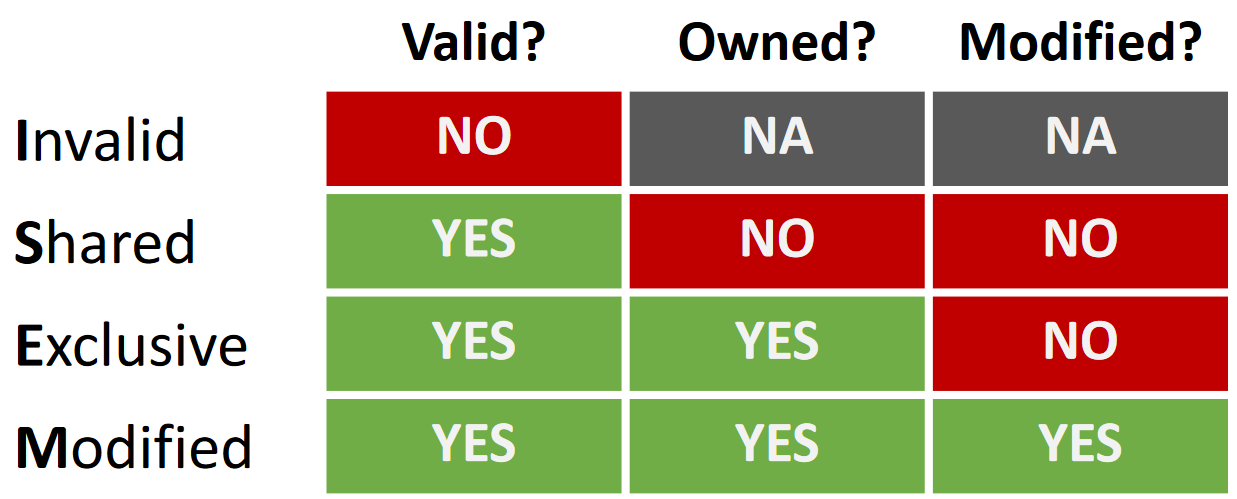 Valid? Owned? Modified?
Invalid NO NA NA
Shared YES NO NO
Exclusive YES YES NO
Modified YES YES YES